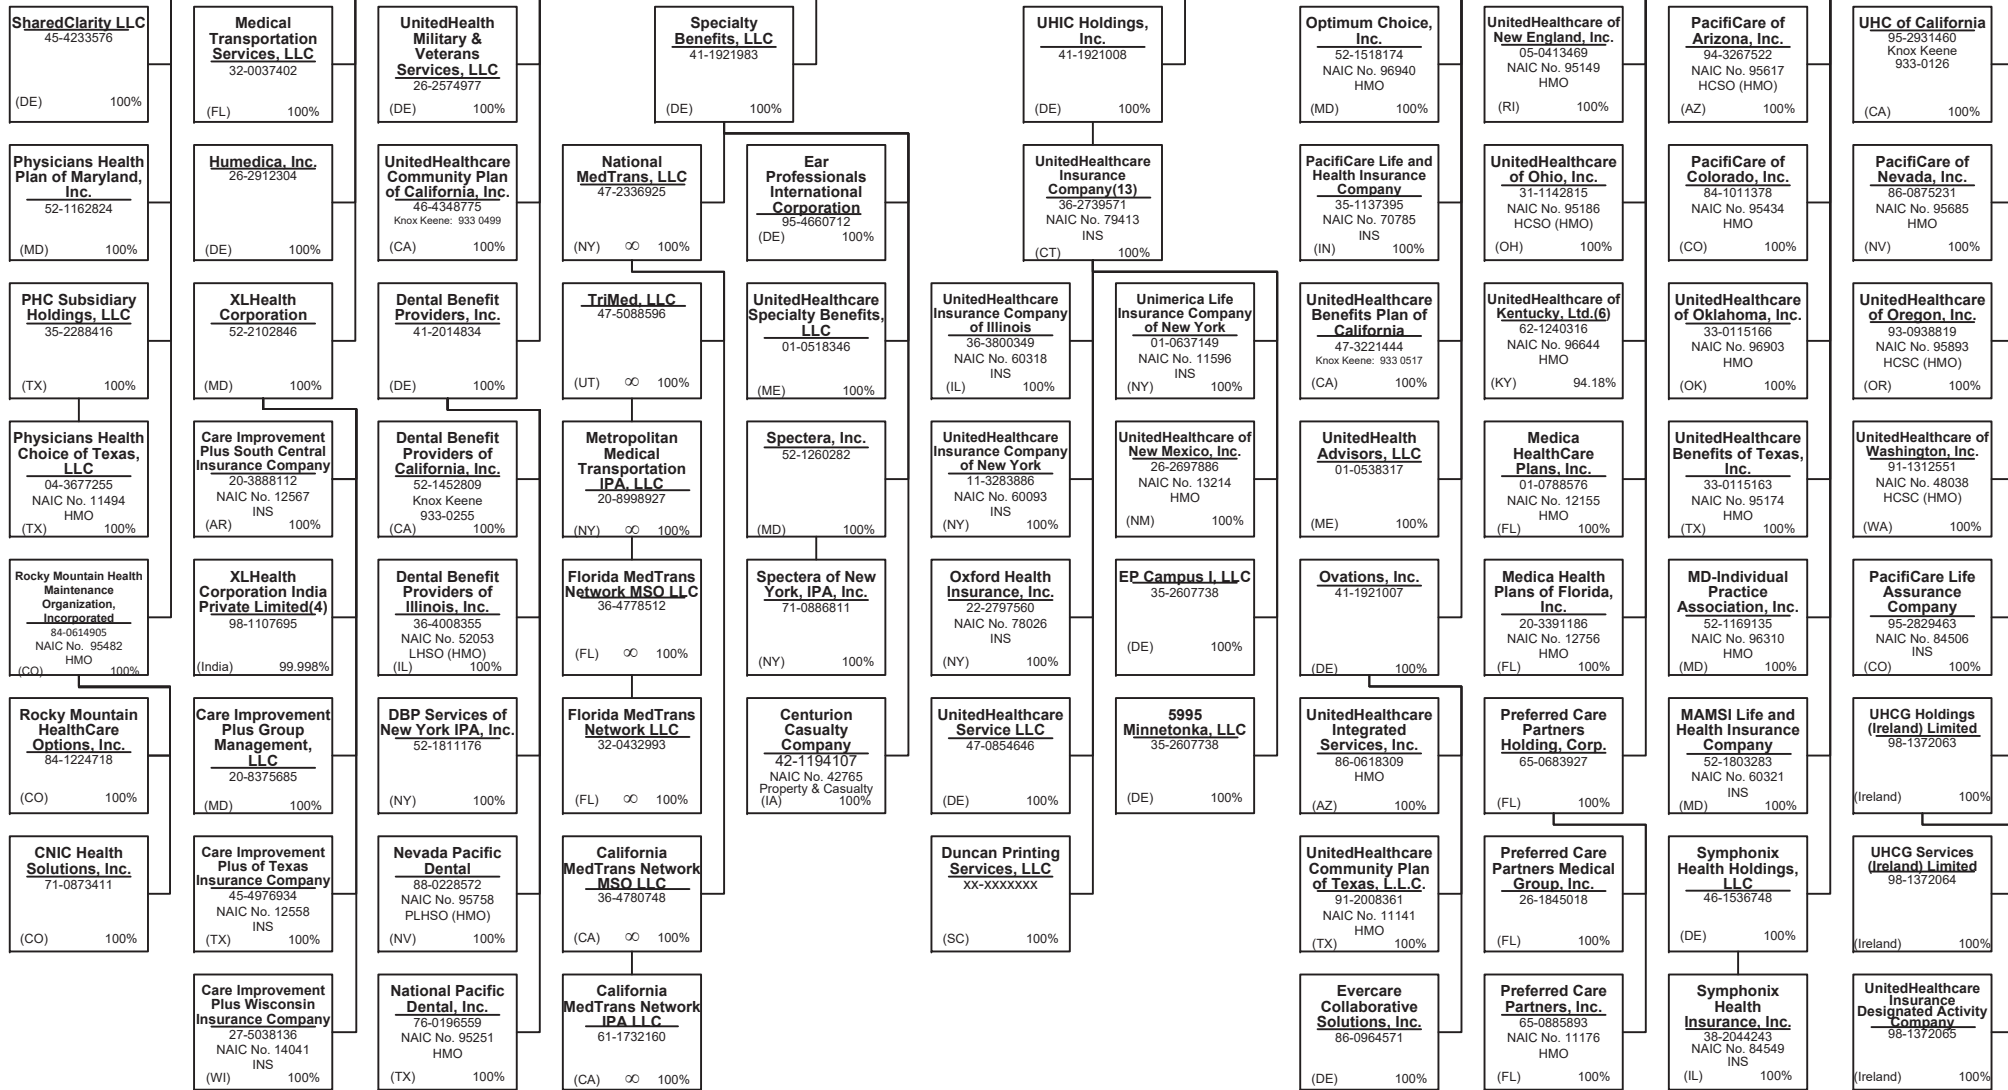 SharedClarity LLC
45-4233576
(DE) 100%
Medical
Transportation
Services, LLC
32-0037402
(FL) 100%
UnitedHealth
Military &
Veterans
Services, LLC
26-2574977
(DE) 100%
Specialty
Benefits, LLC
41-1921983
(DE) 100%
UHIC Holdings,
Inc.
41-1921008
(DE) 100%
Optimum Choice,
Inc.
52-1518174
NAIC No. 96940
HMO
(MD) 100%
UnitedHealthcare of
New England, Inc.
05-0413469
NAIC No. 95149
HMO
(RI) 100%
PacifiCare of
Arizona, Inc.
94-3267522
NAIC No. 95617
HCSO (HMO)
(AZ) 100%
UHC of California
95-2931460
Knox Keene
933-0126
(CA) 100%
Physicians Health
Plan of Maryland,
Inc.
52-1162824
(MD) 100%
Humedica, Inc.
26-2912304
(DE) 100%
UnitedHealthcare
Community Plan
of California, Inc.
46-4348775
Knox Keene: 933 0499
(CA) 100%
National
MedTrans, LLC
47-2336925
(NY) ∞ 100%
Ear
Professionals
International
Corporation
95-4660712
(DE) 100%
UnitedHealthcare
Insurance
Company(13)
36-2739571
NAIC No. 79413
INS
(CT) 100%
PacifiCare Life and
Health Insurance
Company
35-1137395
NAIC No. 70785
INS
(IN) 100%
UnitedHealthcare
of Ohio, Inc.
31-1142815
NAIC No. 95186
HCSO (HMO)
(OH) 100%
PacifiCare of
Colorado, Inc.
84-1011378
NAIC No. 95434
HMO
(CO) 100%
PacifiCare of
Nevada, Inc.
86-0875231
NAIC No. 95685
HMO
(NV) 100%
PHC Subsidiary
Holdings, LLC
35-2288416
(TX) 100%
XLHealth
Corporation
52-2102846
(MD) 100%
Dental Benefit
Providers, Inc.
41-2014834
(DE) 100%
TriMed, LLC
47-5088596
(UT) ∞ 100%
UnitedHealthcare
Specialty Benefits,
LLC
01-0518346
(ME) 100%
UnitedHealthcare
Insurance Company
of Illinois
36-3800349
NAIC No. 60318
INS
(IL) 100%
Unimerica Life
Insurance Company
of New York
01-0637149
NAIC No. 11596
INS
(NY) 100%
UnitedHealthcare
Benefits Plan of
California
47-3221444
Knox Keene: 933 0517
(CA) 100%
UnitedHealthcare of
Kentucky, Ltd.(6)
62-1240316
NAIC No. 96644
HMO
(KY) 94.18%
UnitedHealthcare
of Oklahoma, Inc.
33-0115166
NAIC No. 96903
HMO
(OK) 100%
UnitedHealthcare
of Oregon, Inc.
93-0938819
NAIC No. 95893
HCSC (HMO)
(OR) 100%
Physicians Health
Choice of Texas,
LLC
04-3677255
NAIC No. 11494
HMO
(TX) 100%
Care Improvement
Plus South Central
Insurance Company
20-3888112
NAIC No. 12567
INS
(AR) 100%
Dental Benefit
Providers of
California, Inc.
52-1452809
Knox Keene
933-0255
(CA) 100%
Metropolitan
Medical
Transportation
IPA, LLC
20-8998927
(NY) ∞ 100%
Spectera, Inc.
52-1260282
(MD) 100%
UnitedHealthcare
Insurance Company
of New York
11-3283886
NAIC No. 60093
INS
(NY) 100%
UnitedHealthcare of
New Mexico, Inc.
26-2697886
NAIC No. 13214
HMO
(NM) 100%
UnitedHealth
Advisors, LLC
01-0538317
(ME) 100%
Medica
HealthCare
Plans, Inc.
01-0788576
NAIC No. 12155
HMO
(FL) 100%
UnitedHealthcare
Benefits of Texas,
Inc.
33-0115163
NAIC No. 95174
HMO
(TX) 100%
UnitedHealthcare of
Washington, Inc.
91-1312551
NAIC No. 48038
HCSC (HMO)
(WA) 100%
Rocky Mountain Health
Maintenance
Organization,
Incorporated
84-0614905
NAIC No. 95482
HMO
(CO) 100%
XLHealth
Corporation India
Private Limited(4)
98-1107695
(India) 99.998%
Dental Benefit
Providers of
Illinois, Inc.
36-4008355
NAIC No. 52053
LHSO (HMO)
(IL) 100%
Florida MedTrans
Network MSO LLC
36-4778512
(FL) ∞ 100%
Spectera of New
York, IPA, Inc.
71-0886811
(NY) 100%
Oxford Health
Insurance, Inc.
22-2797560
NAIC No. 78026
INS
(NY) 100%
EP Campus I, LLC
35-2607738
(DE) 100%
Ovations, Inc.
41-1921007
(DE) 100%
Medica Health
Plans of Florida,
Inc.
20-3391186
NAIC No. 12756
HMO
(FL) 100%
MD-Individual
Practice
Association, Inc.
52-1169135
NAIC No. 96310
HMO
(MD) 100%
PacifiCare Life
Assurance
Company
95-2829463
NAIC No. 84506
INS
(CO) 100%
Rocky Mountain
HealthCare
Options, Inc.
84-1224718
(CO) 100%
Care Improvement
Plus Group
Management,
LLC
20-8375685
(MD) 100%
DBP Services of
New York IPA, Inc.
52-1811176
(NY) 100%
Florida MedTrans
Network LLC
32-0432993
(FL) ∞ 100%
Centurion
Casualty
Company
42-1194107
NAIC No. 42765
Property & Casualty
(IA) 100%
UnitedHealthcare
Service LLC
47-0854646
(DE) 100%
5995
Minnetonka, LLC
35-2607738
(DE) 100%
UnitedHealthcare
Integrated
Services, Inc.
86-0618309
HMO
(AZ) 100%
Preferred Care
Partners
Holding, Corp.
65-0683927
(FL) 100%
MAMSI Life and
Health Insurance
Company
52-1803283
NAIC No. 60321
INS
(MD) 100%
UHCG Holdings
(Ireland) Limited
98-1372063
(Ireland) 100%
CNIC Health
Solutions, Inc.
71-0873411
(CO) 100%
Care Improvement
Plus of Texas
Insurance Company
45-4976934
NAIC No. 12558
INS
(TX) 100%
Nevada Pacific
Dental
88-0228572
NAIC No. 95758
PLHSO (HMO)
(NV) 100%
California
MedTrans Network
MSO LLC
36-4780748
(CA) ∞ 100%
Duncan Printing
Services, LLC
xx-xxxxxxx
(SC) 100%
UnitedHealthcare
Community Plan
of Texas, L.L.C.
91-2008361
NAIC No. 11141
HMO
(TX) 100%
Preferred Care
Partners Medical
Group, Inc.
26-1845018
(FL) 100%
Symphonix
Health Holdings,
LLC
46-1536748
(DE) 100%
UHCG Services
(Ireland) Limited
98-1372064
(Ireland) 100%
Care Improvement
Plus Wisconsin
Insurance Company
27-5038136
NAIC No. 14041
INS
(WI) 100%
National Pacific
Dental, Inc.
76-0196559
NAIC No. 95251
HMO
(TX) 100%
California
MedTrans Network
IPA LLC
61-1732160
(CA) ∞ 100%
Evercare
Collaborative
Solutions, Inc.
86-0964571
(DE) 100%
Preferred Care
Partners, Inc.
65-0885893
NAIC No. 11176
HMO
(FL) 100%
Symphonix
Health
Insurance, Inc.
38-2044243
NAIC No. 84549
INS
(IL) 100%
UnitedHealthcare
Insurance
Designated Activity
Company
98-1372065
(Ireland) 100%